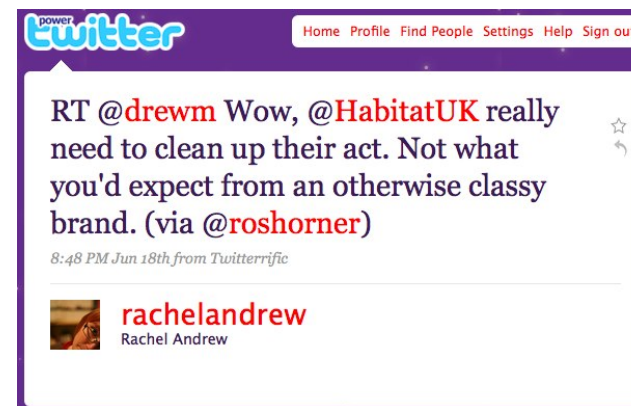 power
twitter
Home Profile Find People Settings Help Sign ou
RT @drewm Wow, @HabitatUK really
need to clean up their act. Not what
you'd expect from an otherwise classy
brand. (via @roshorner)
8:48 PM Jun 18th from Twitterrific
rachelandrew
Rachel Andrew